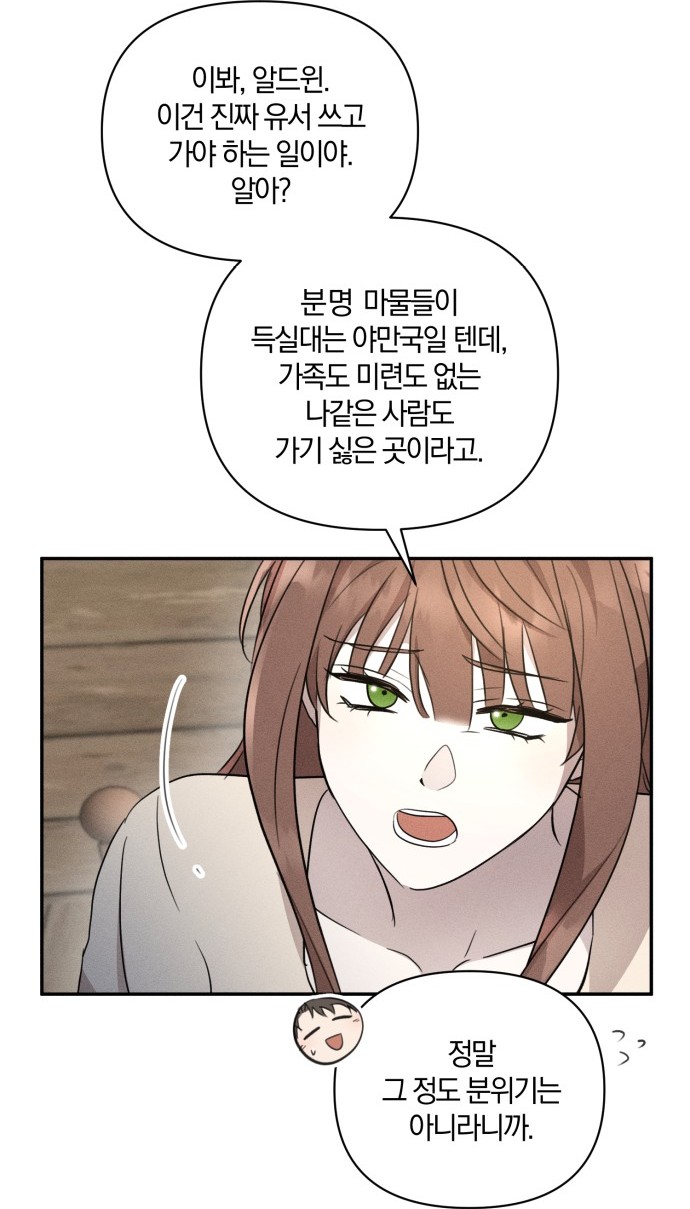 이봐, 알드윈.
이건 진짜 유서 쓰고
가야 하는 일이야.
알아?
분명 마물들이
득실대는 야만국일 텐데,
가족도 미련도 없는
나같은 사람도
가기 싫은 곳이라고.
정말
그 정도 분위기는
아니라니까.